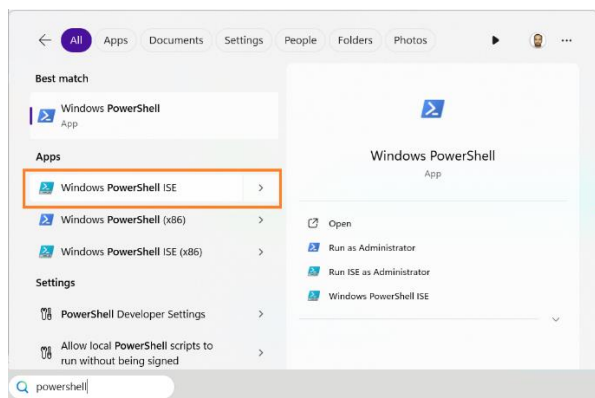 All Apps Documents Settings People Folders Photos
Best match
Windows PowerShell
App
Apps
Windows PowerShell ISE
Windows PowerShell (x86)
Windows PowerShell ISE (x86)
Settings
PowerShell Developer Settings
Allow local PowerShell scripts to
run without being signed
Windows PowerShell
App
Open
Run as Administrator
Run ISE as Administrator
Windows PowerShell ISE
powershell